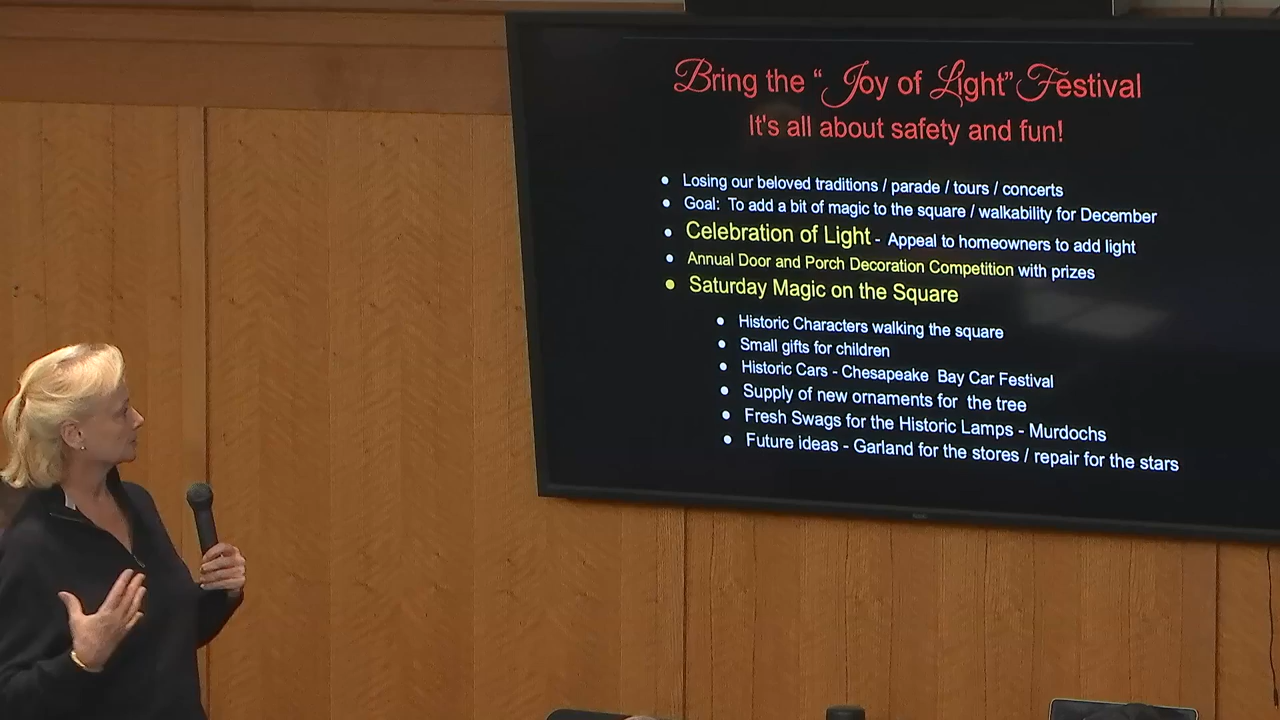 Bring the “ Joy of Light” Festival
It's all about safety and fun!
• Losing our beloved traditions / parade / tours / concerts
• Goal: To add a bit of magic to the square / walkability for December
• Celebration of Light - Appeal to homeowners to add light
• Annual Door and Porch Decoration Competition with prizes
• Saturday Magic on the Square
• Historic Characters walking the square
• Small gifts for children
• Historic Cars - Chesapeake Bay Car Festival
• Supply of new ornaments for the tree
• Fresh Swags for the Historic Lamps - Murdochs
• Future ideas - Garland for the stores / repair for the stars